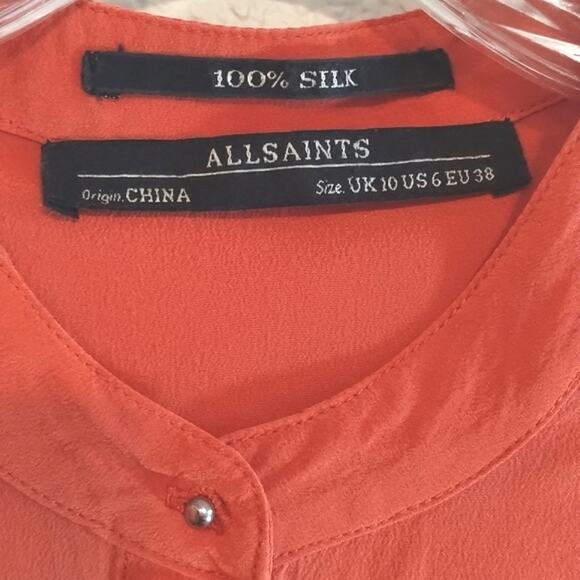 100% SILK
ALLSAINTS
Origin. CHINA Size. UK 10 US 6 EU 38